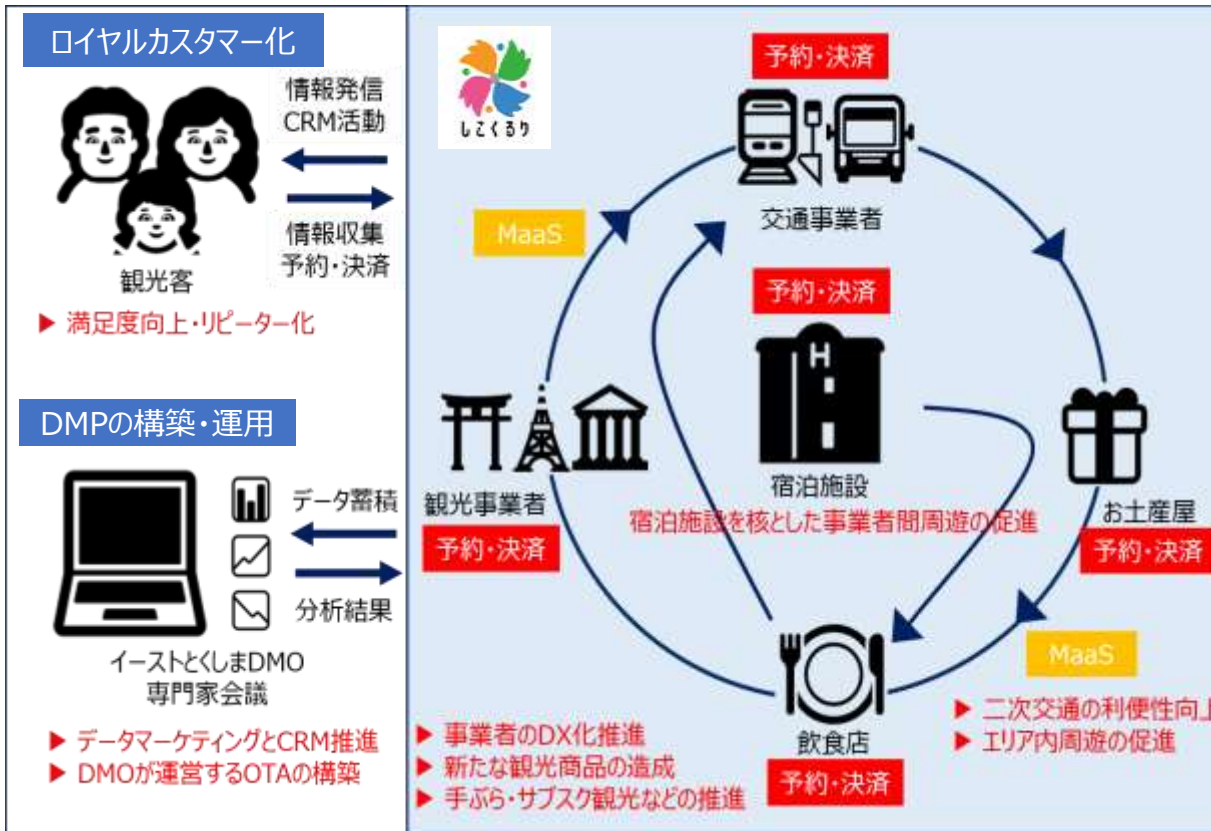 ロイヤルカスタマー化
情報発信
CRM活動
情報収集
予約・決済
観光客
▶ 満足度向上・リピーター化
DMPの構築・運用
データ蓄積
分析結果
イーストとくしまDMO
専門家会議
▶ データマーケティングとCRM推進
▶ DMOが運営するOTAの構築
しこくるり
予約・決済
交通事業者
MaaS
予約・決済
H
宿泊施設
宿泊施設を核とした事業者間周遊の促進
観光事業者
予約・決済
お土産屋
予約・決済
MaaS
▶ 二次交通の利便性向上
▶ エリア内周遊の促進
飲食店
予約・決済
▶ 事業者のDX化推進
▶ 新たな観光商品の造成
▶ 手ぶら・サブスク観光などの推進